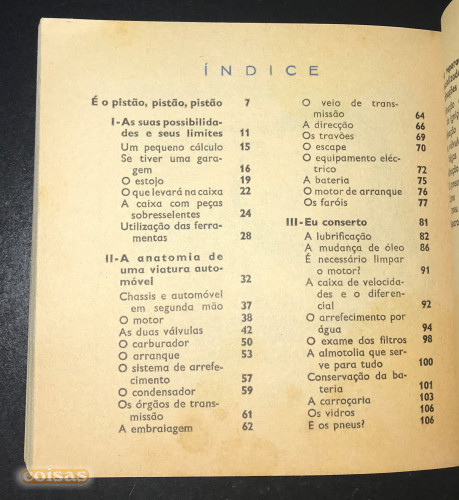 ÍNDICE
É o pistão, pistão, pistão 7
I-As suas possibilida-
des e seus limites 11
Um pequeno cálculo 15
Se tiver uma gara-
gem 16
O estojo 19
O que levará na caixa 22
A caixa com peças
sobresselentes 24
Utilização das ferra-
mentas 28
II-A anatomia de
uma viatura auto-
móvel 32
Chassis e automóvel
em segunda mão 37
O motor 38
As duas válvulas 42
O carburador 50
O arranque 53
O sistema de arrefe-
cimento 57
O condensador 59
Os órgãos de trans-
missão 61
A embraiagem 62
O veio de trans-
missão 64
A direcção 66
Os travões 69
O escape 70
O equipamento eléc-
trico 72
A bateria 75
O motor de arranque 76
Os faróis 77
III-Eu conserto 81
A lubrificação 82
A mudança de óleo 86
É necessário limpar
o motor? 91
A caixa de velocida-
des e o diferen-
cial 92
O arrefecimento por
água 94
O exame dos filtros 98
A almotolia que ser-
ve para tudo 100
Conservação da ba-
teria 101
A carroçaria 103
Os vidros 106
E os pneus? 106
coisas